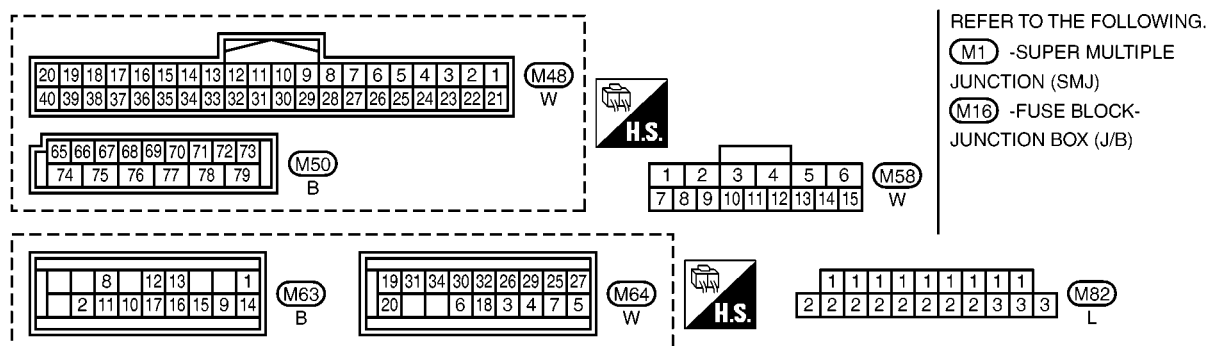 20 19 18 17 16 15 14 13 12 11 10 9 8 7 6 5 4 3 2 1
40 39 38 37 36 35 34 33 32 31 30 29 28 27 26 25 24 23 22 21
M48
W
65 66 67 68 69 70 71 72 73
74 75 76 77 78 79
M50
B
H.S.
1 2 3 4 5 6
7 8 9 10 11 12 13 14 15
M58
W
REFER TO THE FOLLOWING.
M1 -SUPER MULTIPLE
JUNCTION (SMJ)
M16 -FUSE BLOCK-
JUNCTION BOX (J/B)
8 12 13 1
2 11 10 17 16 15 9 14
M63
B
19 31 34 30 32 26 29 25 27
20 6 18 3 4 7 5
M64
W
H.S.
1 1 1 1 1 1 1 1 1
2 2 2 2 2 2 2 2 3 3 3
M82
L